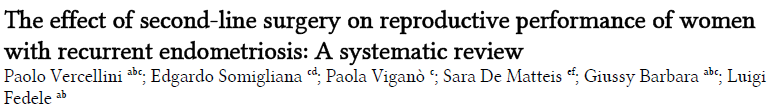 The effect of second-line surgery on reproductive performance of women
with recurrent endometriosis: A systematic review
Paolo Vercellini abc; Edgardo Somigliana cd; Paola Viganò c; Sara De Matteis ef; Giussy Barbara abc; Luigi
Fedele ab